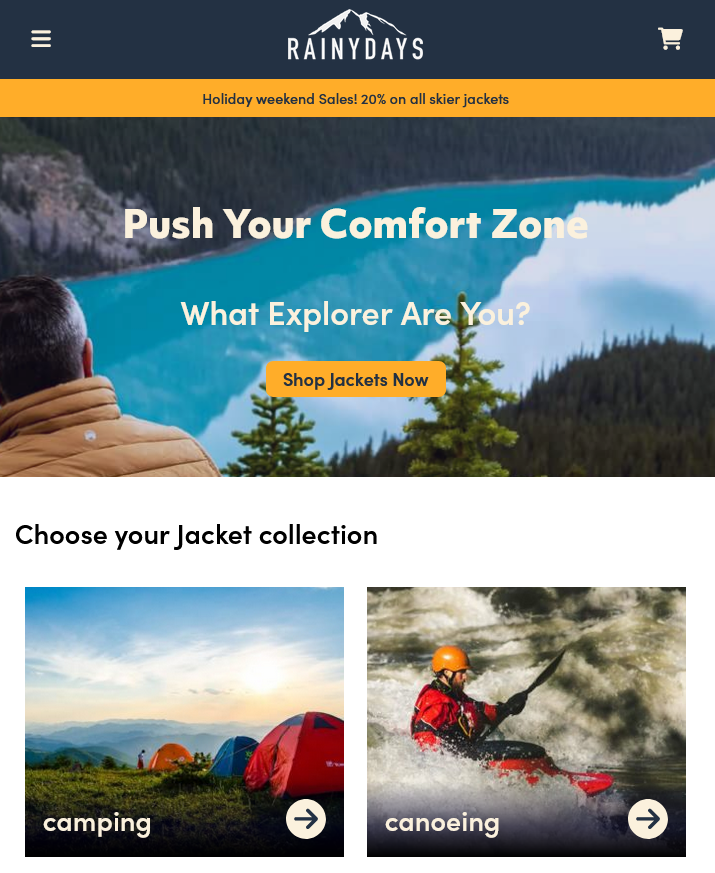 RAINYDAYS
Holiday weekend Sales! 20% on all skier jackets
Push Your Comfort Zone
What Explorer Are You?
Shop Jackets Now
Choose your Jacket collection
camping
canoeing